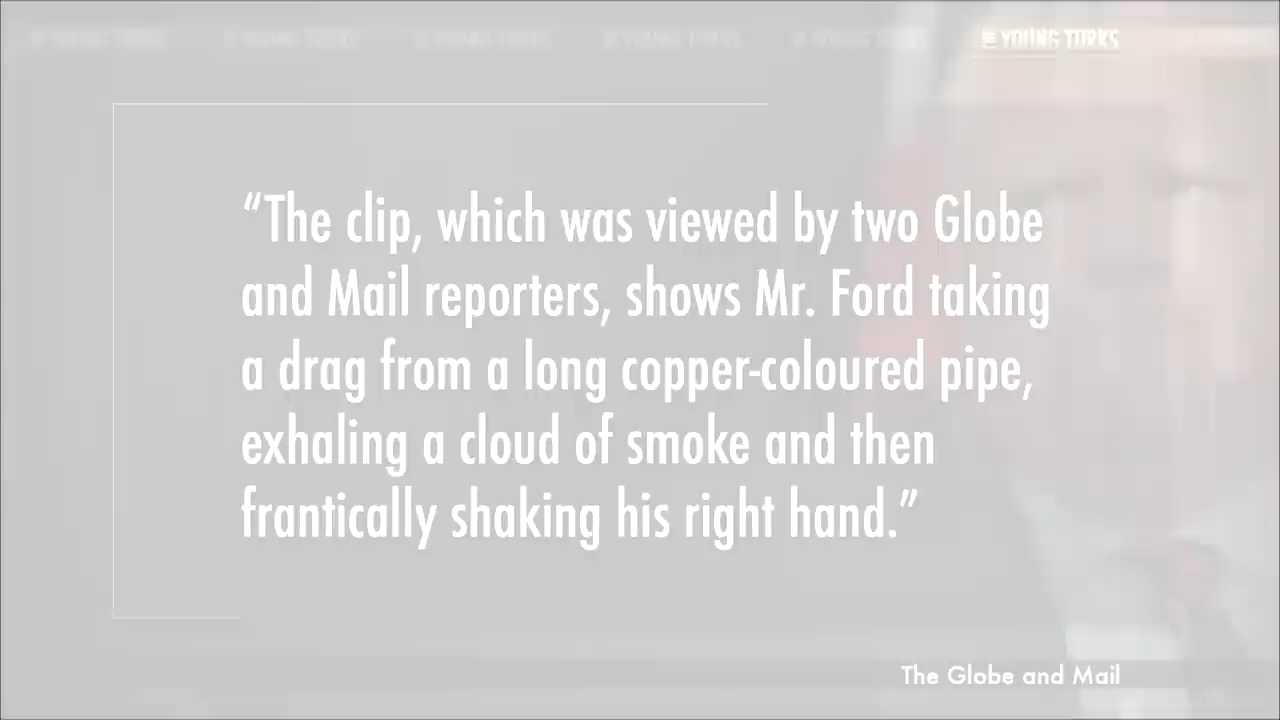 THE YOUNG TURKS
“The clip, which was viewed by two Globe
and Mail reporters, shows Mr. Ford taking
a drag from a long copper-coloured pipe,
exhaling a cloud of smoke and then
frantically shaking his right hand.”
The Globe and Mail